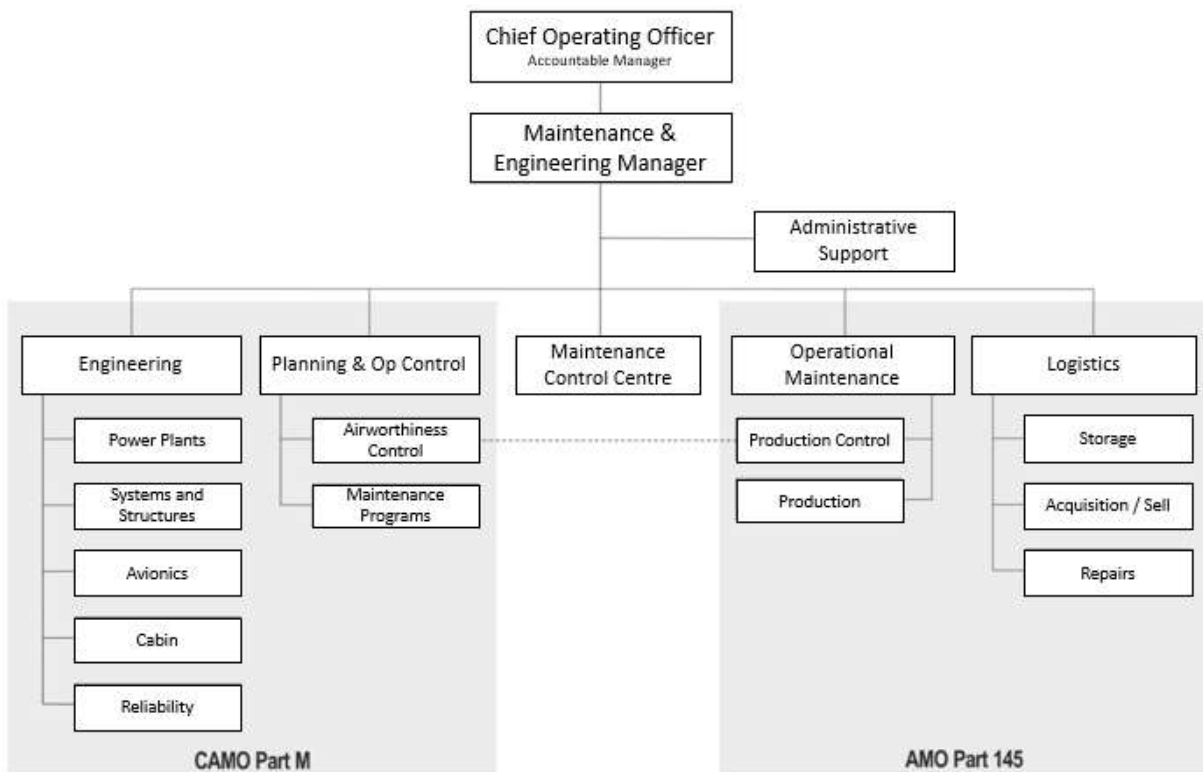 Chief Operating Officer
Accountable Manager
Maintenance &
Engineering Manager
Administrative
Support
Engineering
Planning & Op Control
Maintenance
Control Centre
Operational
Maintenance
Logistics
Power Plants
Systems and
Structures
Avionics
Cabin
Reliability
Airworthiness
Control
Maintenance
Programs
Production Control
Production
Storage
Acquisition / Sell
Repairs
CAMO Part M
AMO Part 145